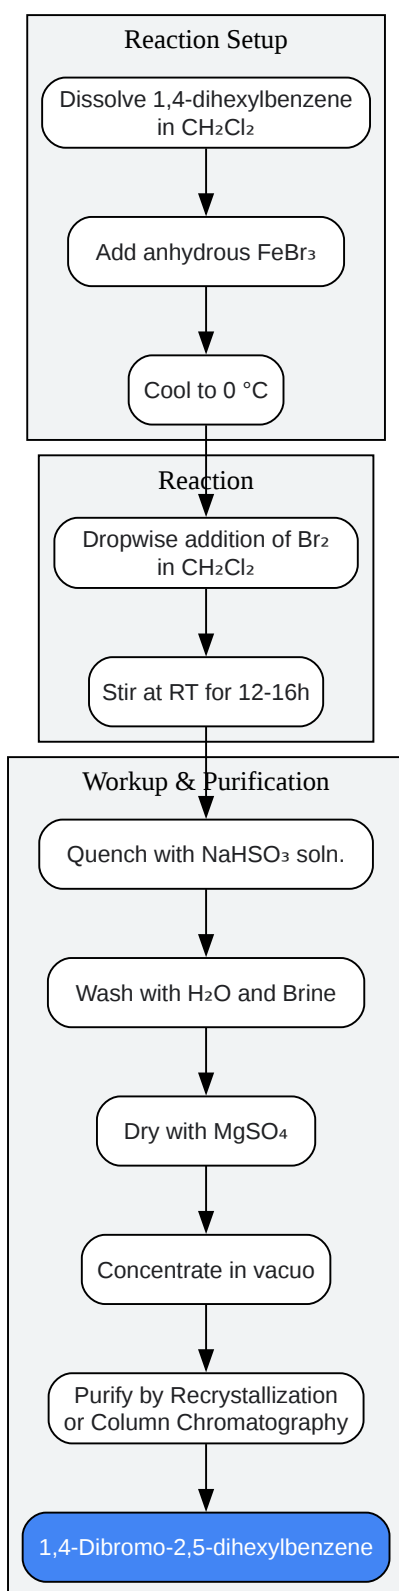 Reaction Setup
Dissolve 1,4-dihexylbenzene
in CH₂Cl₂
Add anhydrous FeBr₃
Cool to 0 °C
Reaction
Dropwise addition of Br₂
in CH₂Cl₂
Stir at RT for 12-16h
Workup & Purification
Quench with NaHSO₃ soln.
Wash with H₂O and Brine
Dry with MgSO₄
Concentrate in vacuo
Purify by Recrystallization
or Column Chromatography
1,4-Dibromo-2,5-dihexylbenzene